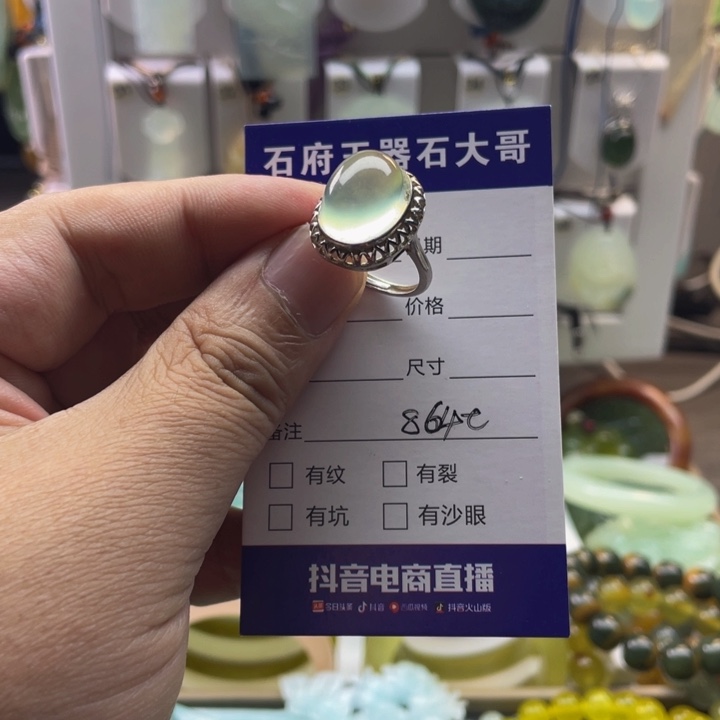 石府玉器石大哥
期
价格
尺寸
备注 864c
有纹 有裂
有坑 有沙眼
抖音电商直播
今日头条 抖音 西瓜视频 抖音火山版